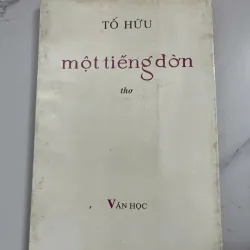 TỐ HỮU
một tiếng đờn
thơ
VĂN HỌC